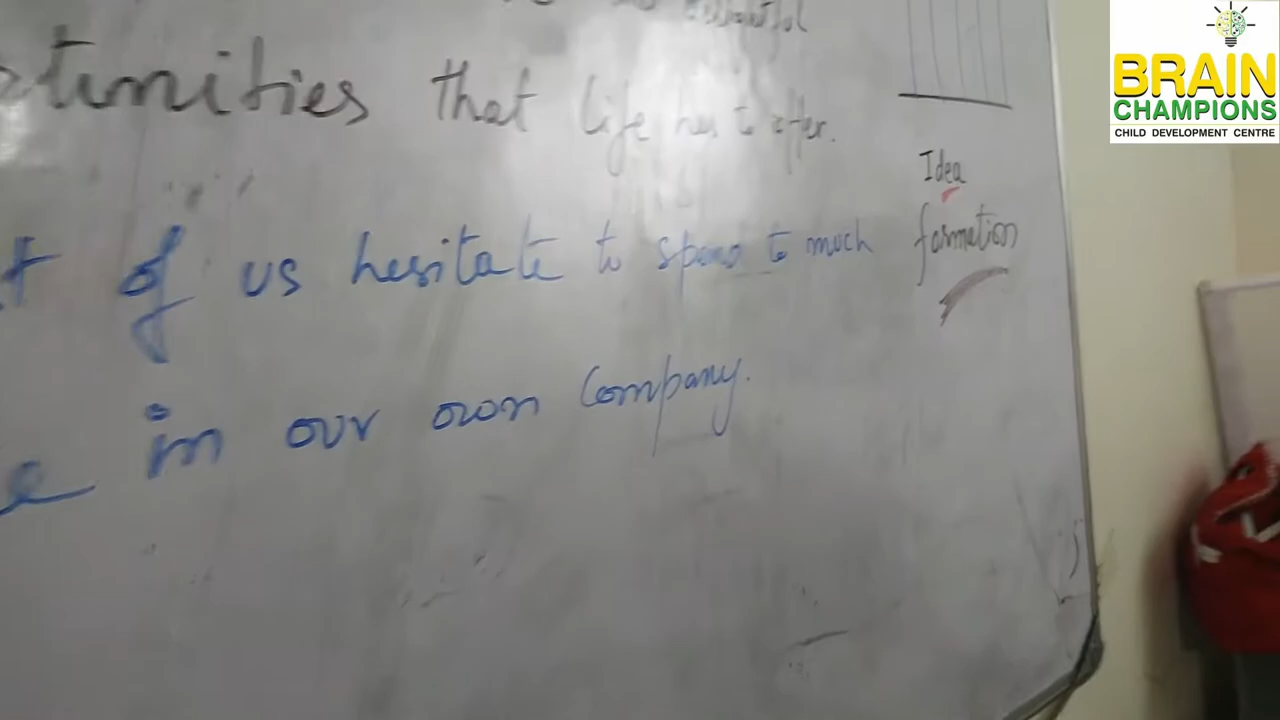 BRAIN
CHAMPIONS
CHILD DEVELOPMENT CENTRE
that life has to offer.
Idea
formation
of us hesitate to spend to much
in our own Company.